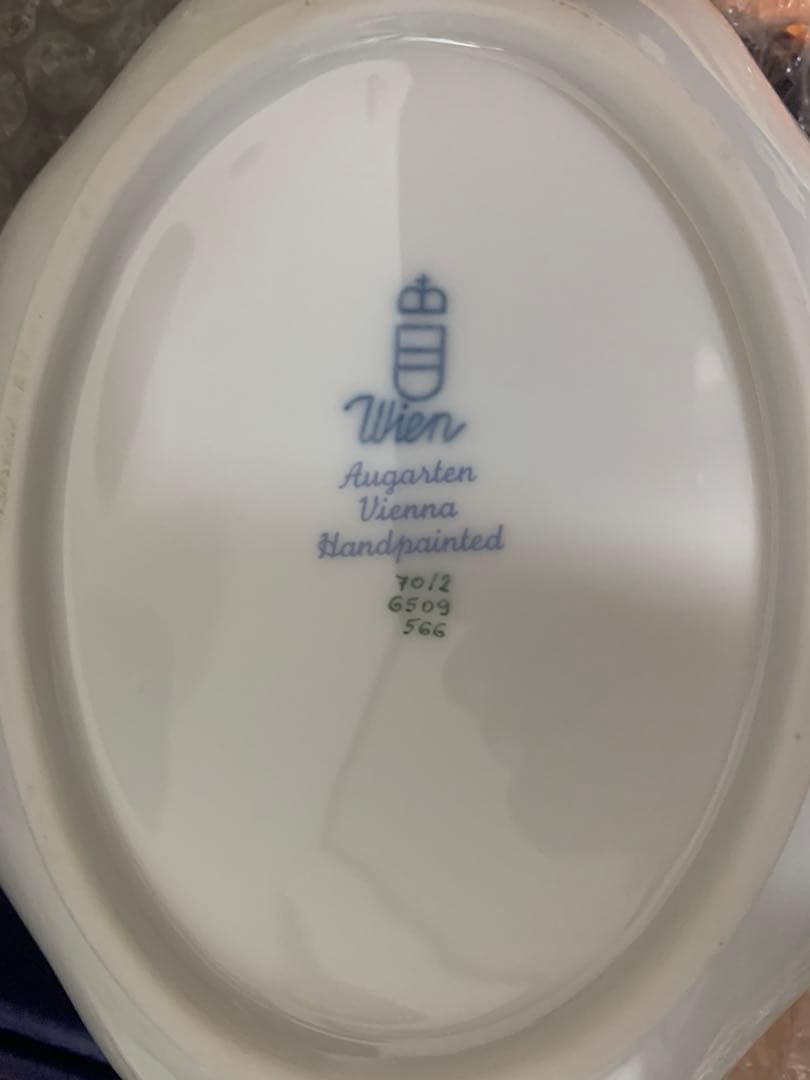 Wien
Augarten
Vienna
Handpainted
70/2
6509
566